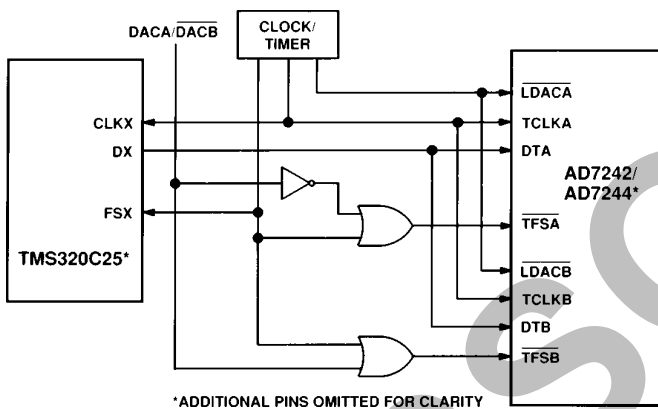 DACA/DACB
CLOCK/
TIMER
CLKX
DX
FSX
TMS320C25*
LDACA
TCLKA
DTA
AD7242/
AD7244*
TFSA
LDACB
TCLKB
DTB
TFSB
*ADDITIONAL PINS OMITTED FOR CLARITY